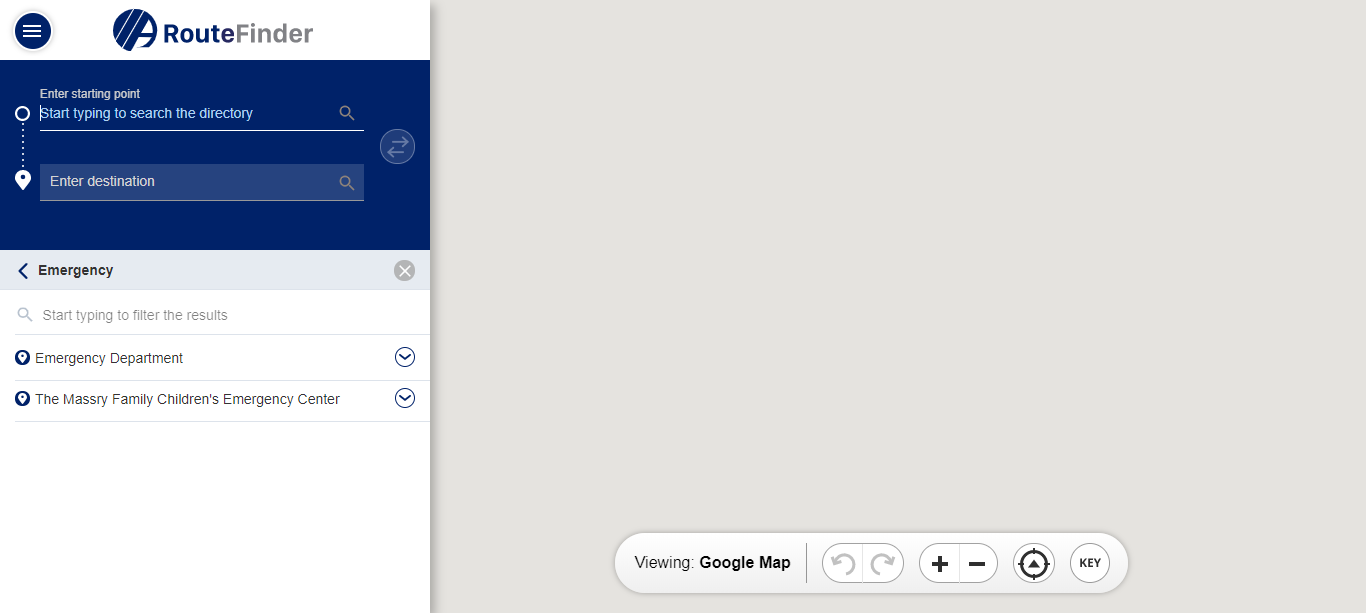 RouteFinder
Enter starting point
Start typing to search the directory
Enter destination
Emergency
Start typing to filter the results
Emergency Department
The Massry Family Children's Emergency Center
Viewing: Google Map
KEY